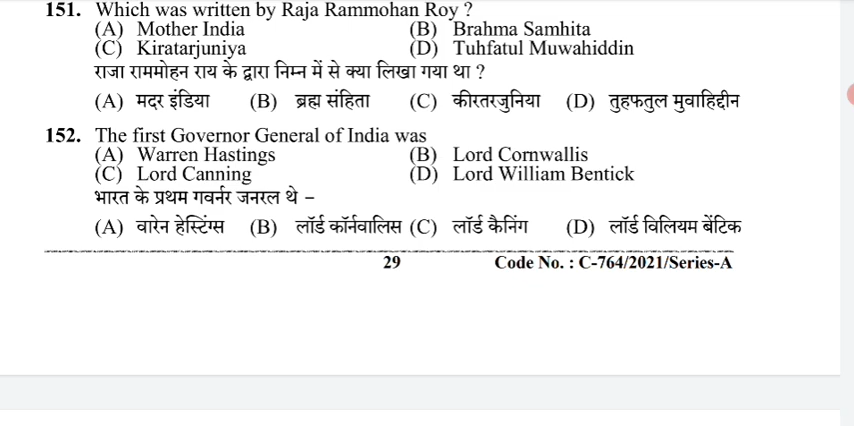 151. Which was written by Raja Rammohan Roy ?
(A) Mother India (B) Brahma Samhita
(C) Kiratarjuniya (D) Tuhfatul Muwahiddin
राजा राममोहन राय के द्वारा निम्न में से क्या लिखा गया था ?
(A) मदर इंडिया (B) ब्रह्म संहिता (C) कीरतरजुनिया (D) तुहफतुल मुवाहिद्दीन
152. The first Governor General of India was
(A) Warren Hastings (B) Lord Cornwallis
(C) Lord Canning (D) Lord William Bentick
भारत के प्रथम गवर्नर जनरल थे –
(A) वारेन हेस्टिंग्स (B) लॉर्ड कॉर्नवालिस (C) लॉर्ड कैनिंग (D) लॉर्ड विलियम बेंटिक
29 Code No. : C-764/2021/Series-A